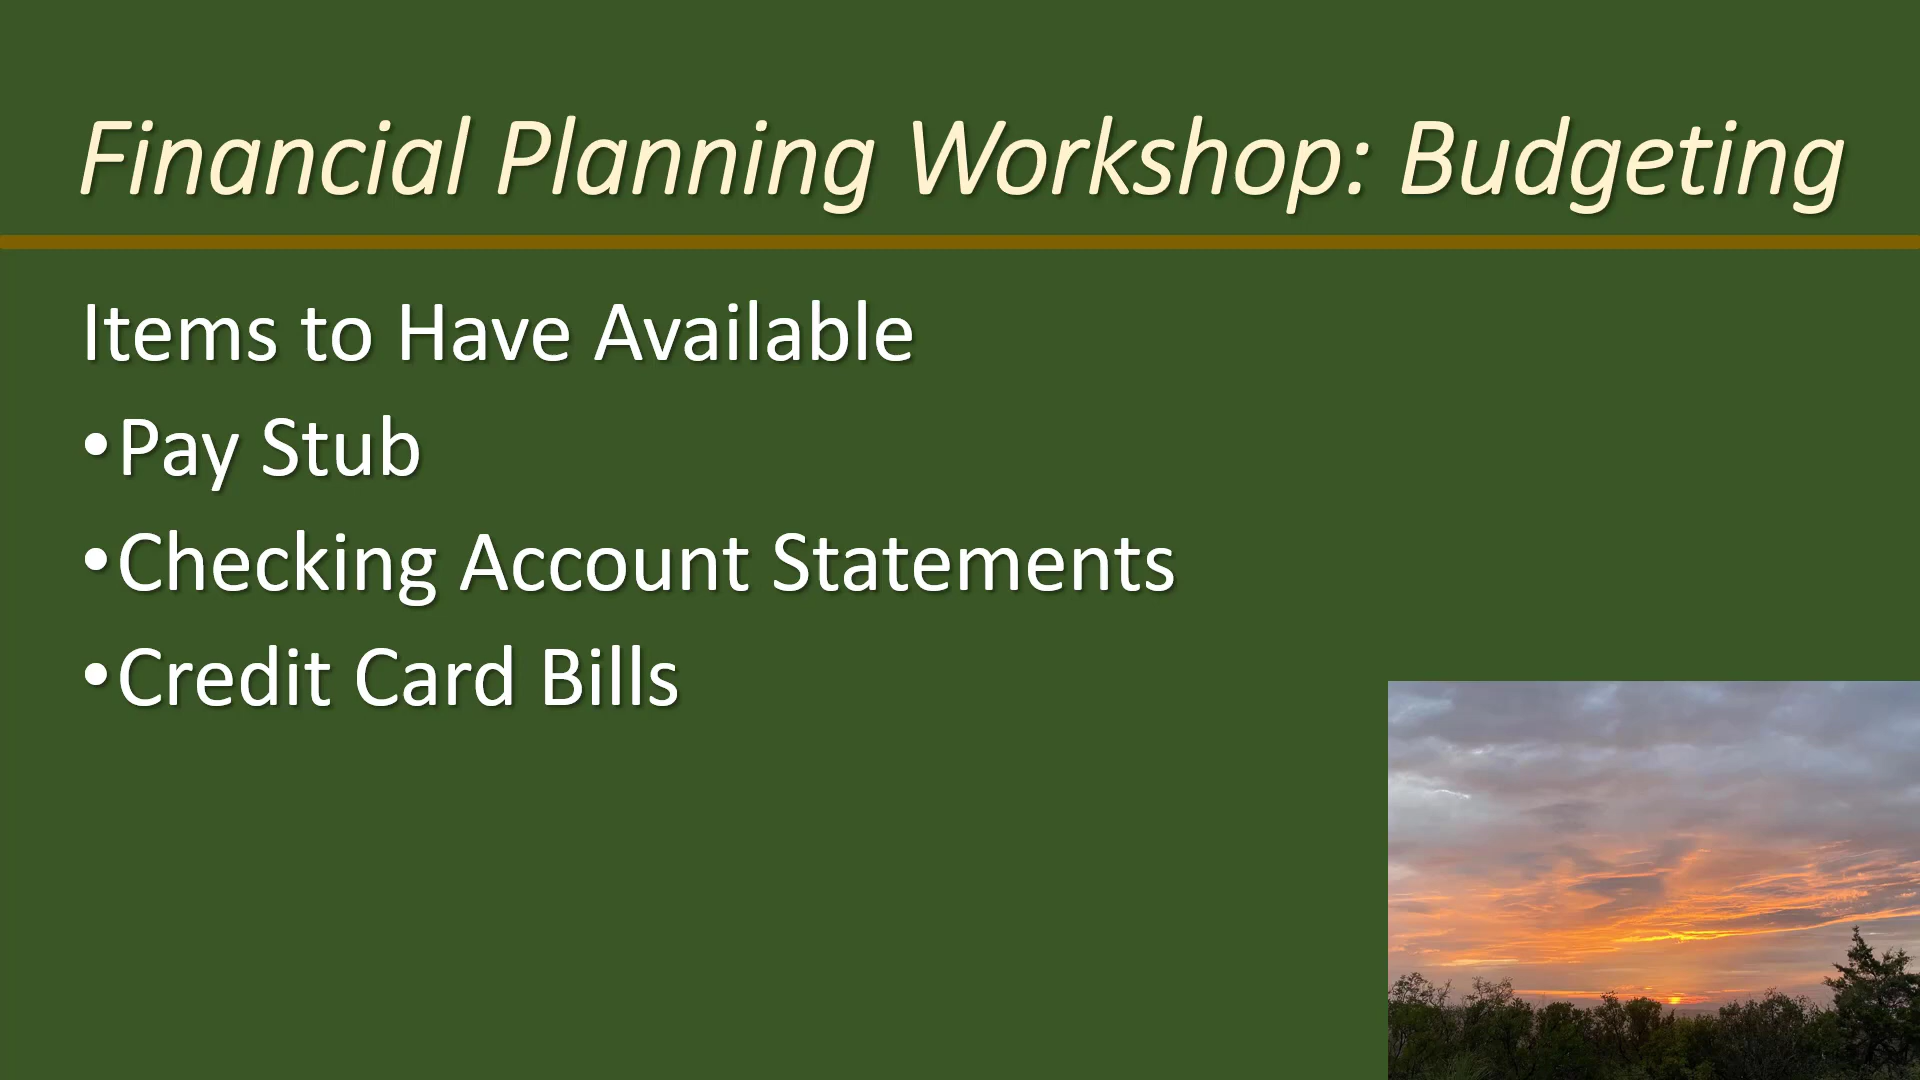 Financial Planning Workshop: Budgeting
Items to Have Available
•Pay Stub
•Checking Account Statements
•Credit Card Bills